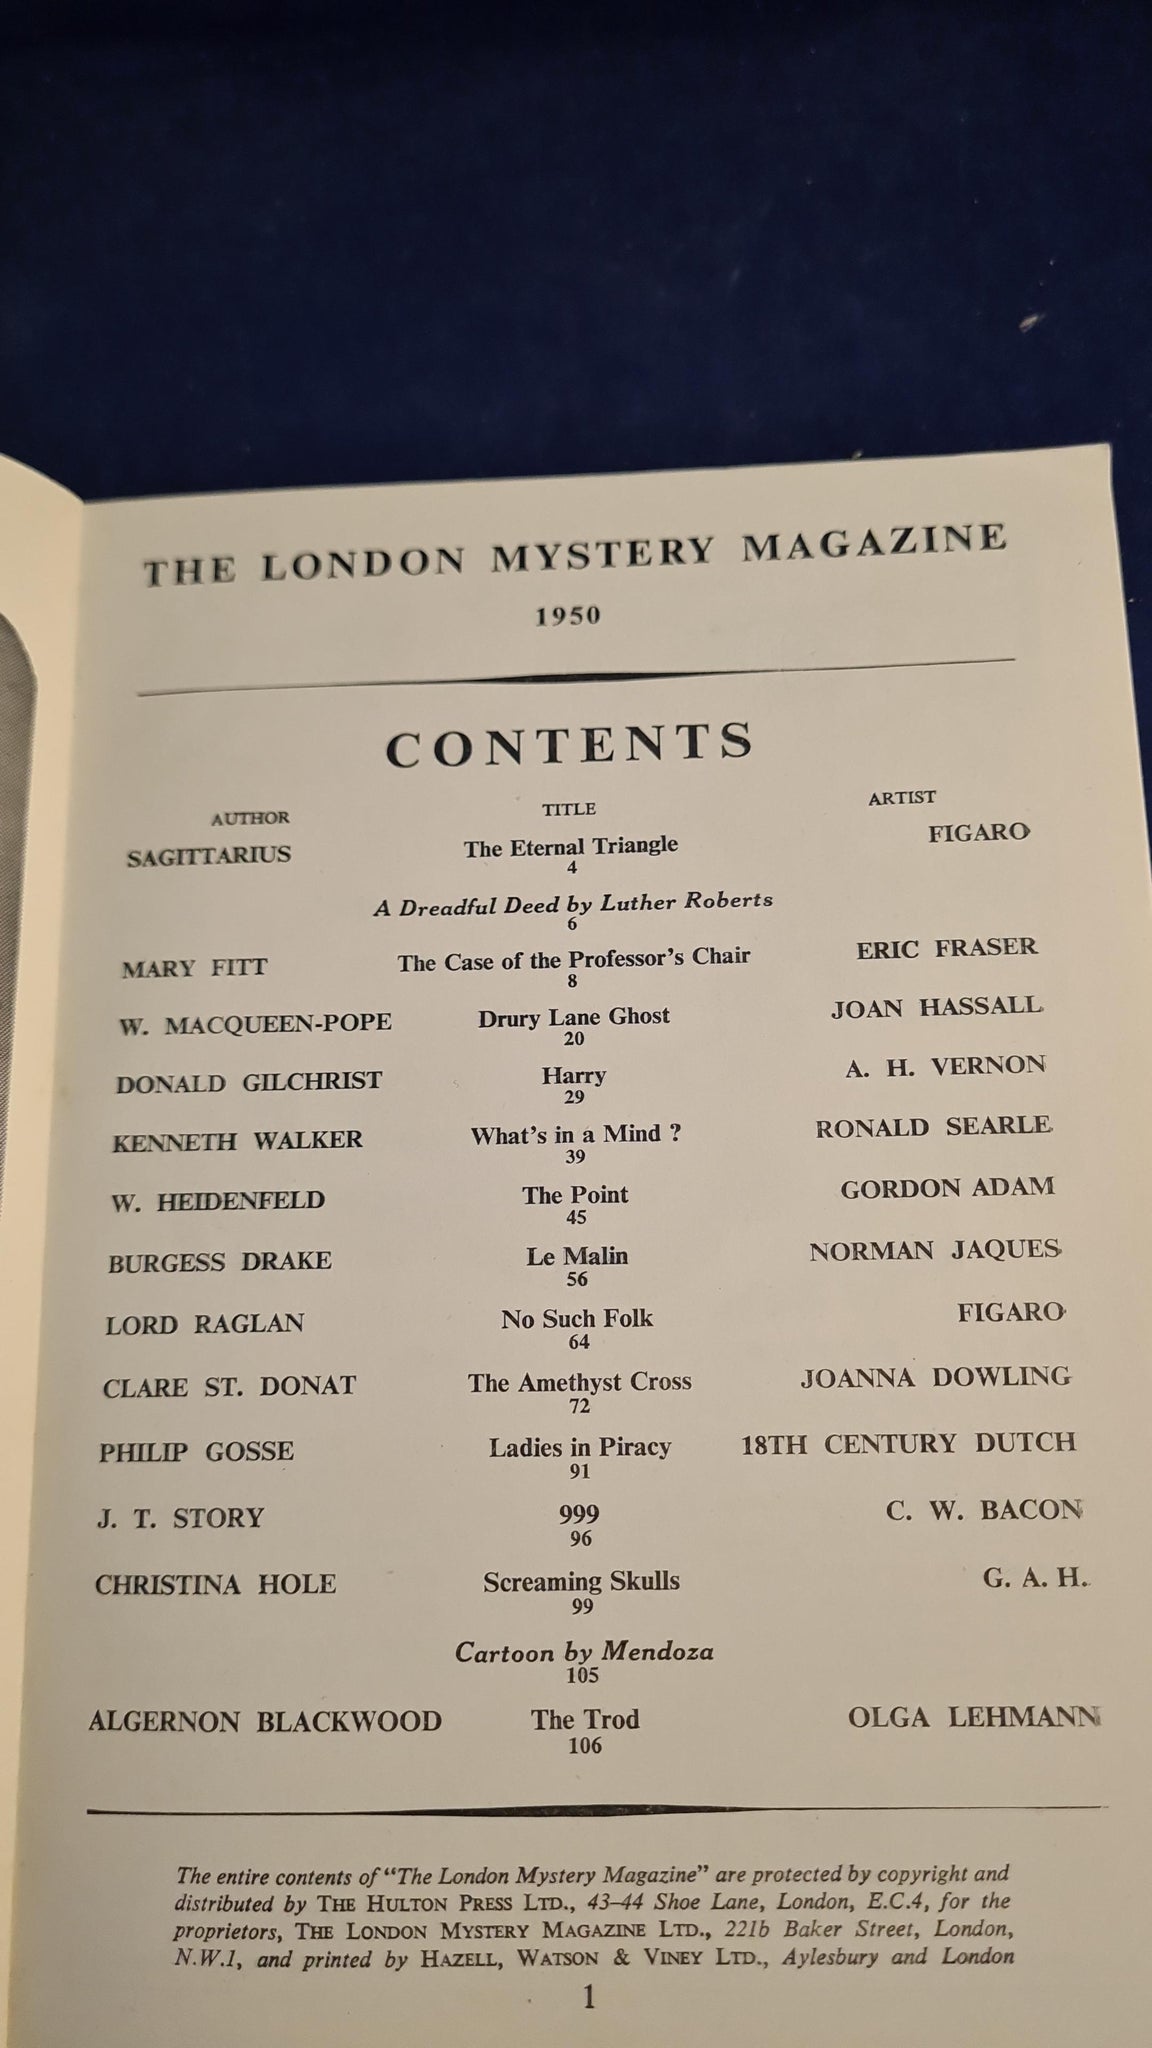 THE LONDON MYSTERY MAGAZINE
1950
CONTENTS
AUTHOR TITLE ARTIST
SAGITTARIUS The Eternal Triangle FIGARO
4
A Dreadful Deed by Luther Roberts
6
MARY FITT The Case of the Professor's Chair ERIC FRASER
8
W. MACQUEEN-POPE Drury Lane Ghost JOAN HASSALL
20
DONALD GILCHRIST Harry A. H. VERNON
29
KENNETH WALKER What's in a Mind ? RONALD SEARLE
39
W. HEIDENFELD The Point GORDON ADAM
45
BURGESS DRAKE Le Malin NORMAN JAQUES
56
LORD RAGLAN No Such Folk FIGARO
64
CLARE ST. DONAT The Amethyst Cross JOANNA DOWLING
72
PHILIP GOSSE Ladies in Piracy 18TH CENTURY DUTCH
91
J. T. STORY 999 C. W. BACON
96
CHRISTINA HOLE Screaming Skulls G. A. H.
99
Cartoon by Mendoza
105
ALGERNON BLACKWOOD The Trod OLGA LEHMANN
106
The entire contents of "The London Mystery Magazine" are protected by copyright and
distributed by THE HULTON PRESS LTD., 43–44 Shoe Lane, London, E.C.4, for the
proprietors, THE LONDON MYSTERY MAGAZINE LTD., 221b Baker Street, London,
N.W.1, and printed by HAZELL, WATSON & VINEY LTD., Aylesbury and London
1